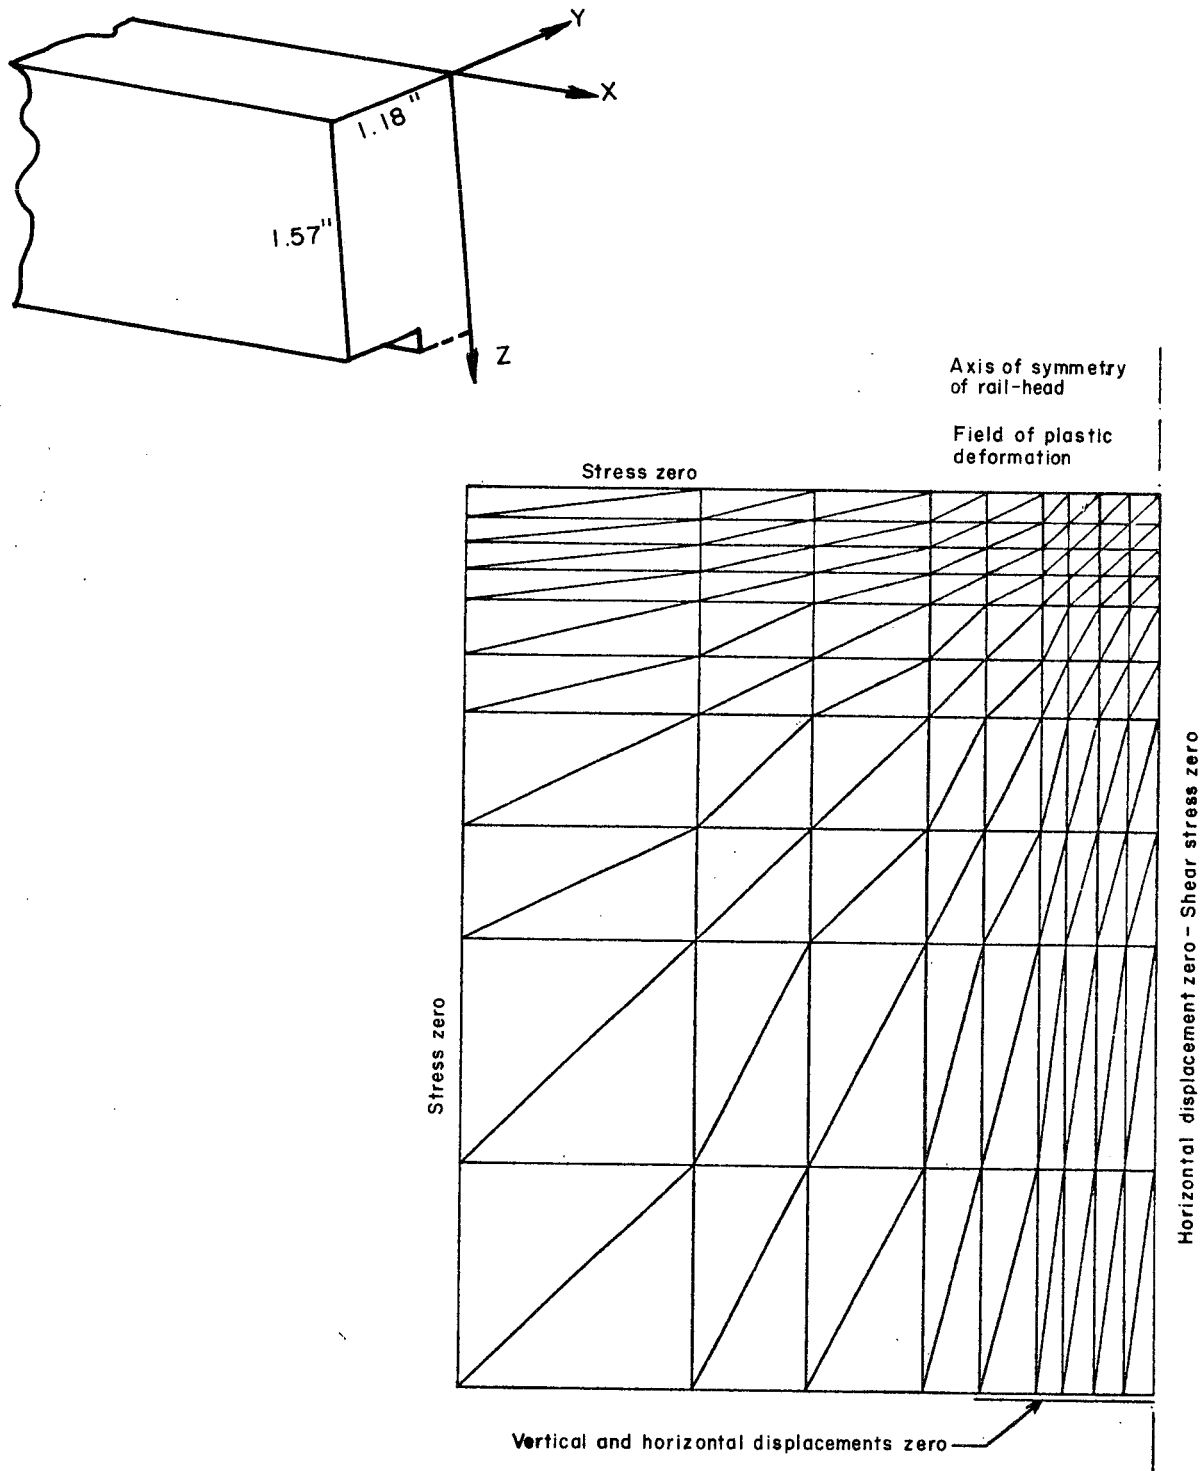 Y
X
1.18"
1.57"
Z
Axis of symmetry
of rail-head
Field of plastic
deformation
Stress zero
Stress zero
Horizontal displacement zero – Shear stress zero
Vertical and horizontal displacements zero